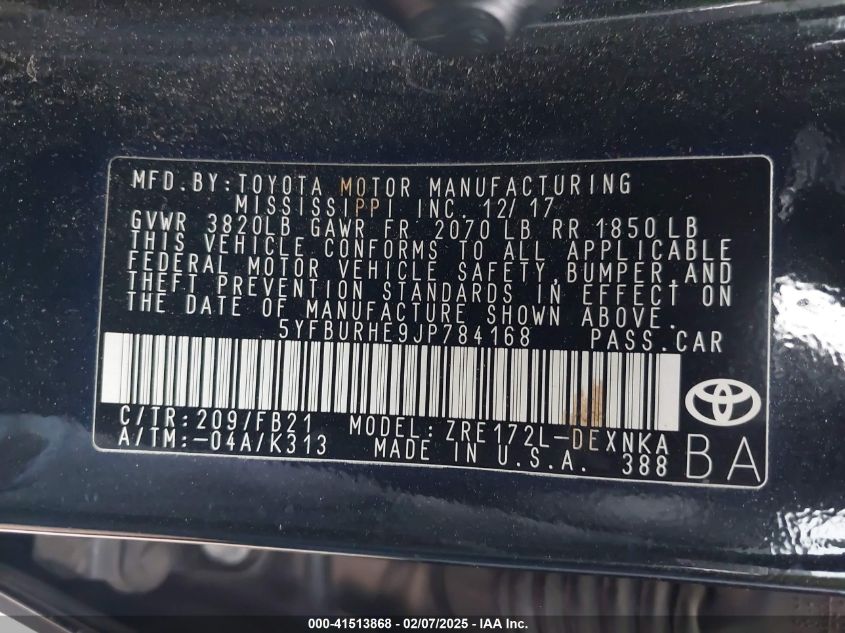 MFD.BY:TOYOTA MOTOR MANUFACTURING
MISSISSIPPI INC. 12/17
GVWR 3820LB GAWR FR 2070 LB RR 1850 LB
THIS VEHICLE CONFORMS TO ALL APPLICABLE
FEDERAL MOTOR VEHICLE SAFETY,BUMPER,AND
THEFT PREVENTION STANDARDS IN EFFECT ON
THE DATE OF MANUFACTURE SHOWN ABOVE.
5YFBURHE9JP784168 PASS.CAR
C/TR:209/FB21 MODEL:ZRE172L-DEXNKA
A/TM:-04A/K313 MADE IN U.S.A. 388 BA
000-41513868 - 02/07/2025 - IAA Inc.